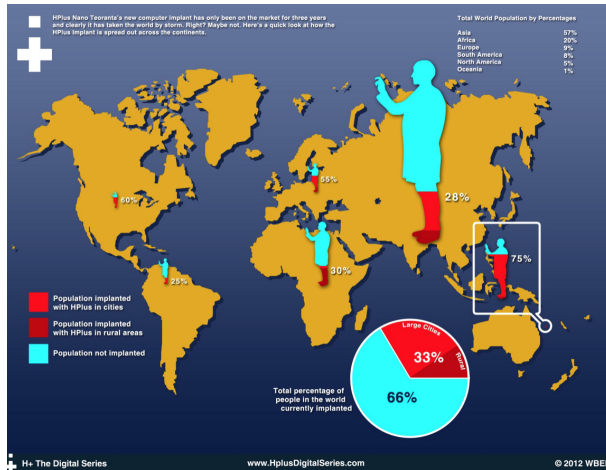 HPlus Nano Teoranta's new computer implant has only been on the market for three years
and clearly it has taken the world by storm. Right? Maybe not. Here's a quick look at how the
HPlus Implant is spread out across the continents.
Total World Population by Percentages
Asia 57%
Africa 20%
Europe 9%
South America 8%
North America 5%
Oceania 1%
60%
55%
28%
30%
75%
25%
Population implanted
with HPlus in cities
Population implanted
with HPlus in rural areas
Population not implanted
Total percentage of
people in the world
currently implanted
Large Cities
Rural
33%
66%
H+ The Digital Series
www.HplusDigitalSeries.com
© 2012 WBE